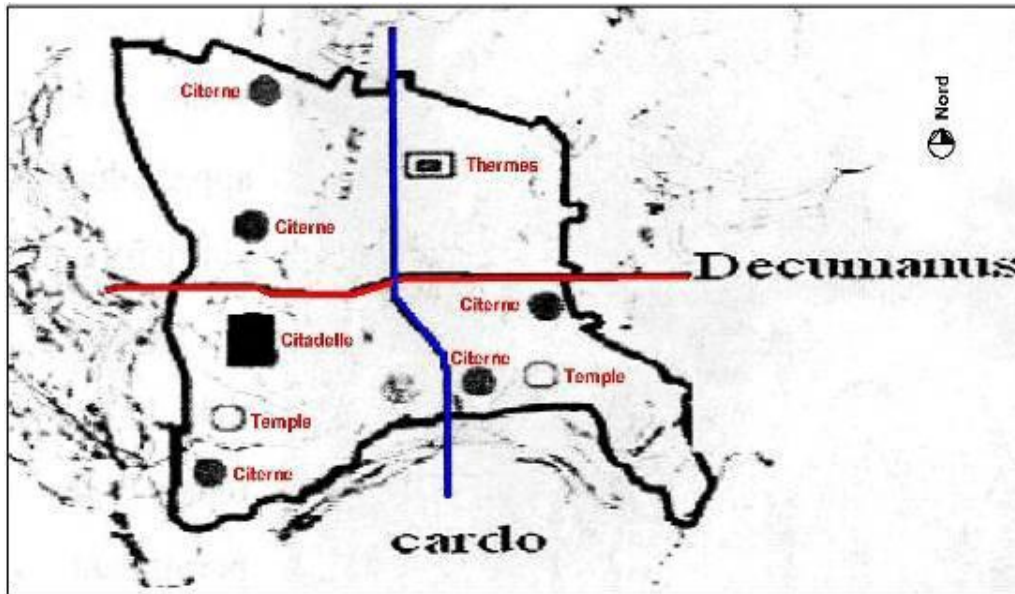 Citerne
Nord
Thermes
Citerne
Decumanus
Citerne
Citadelle
Citerne
Temple
Temple
Citerne
cardo